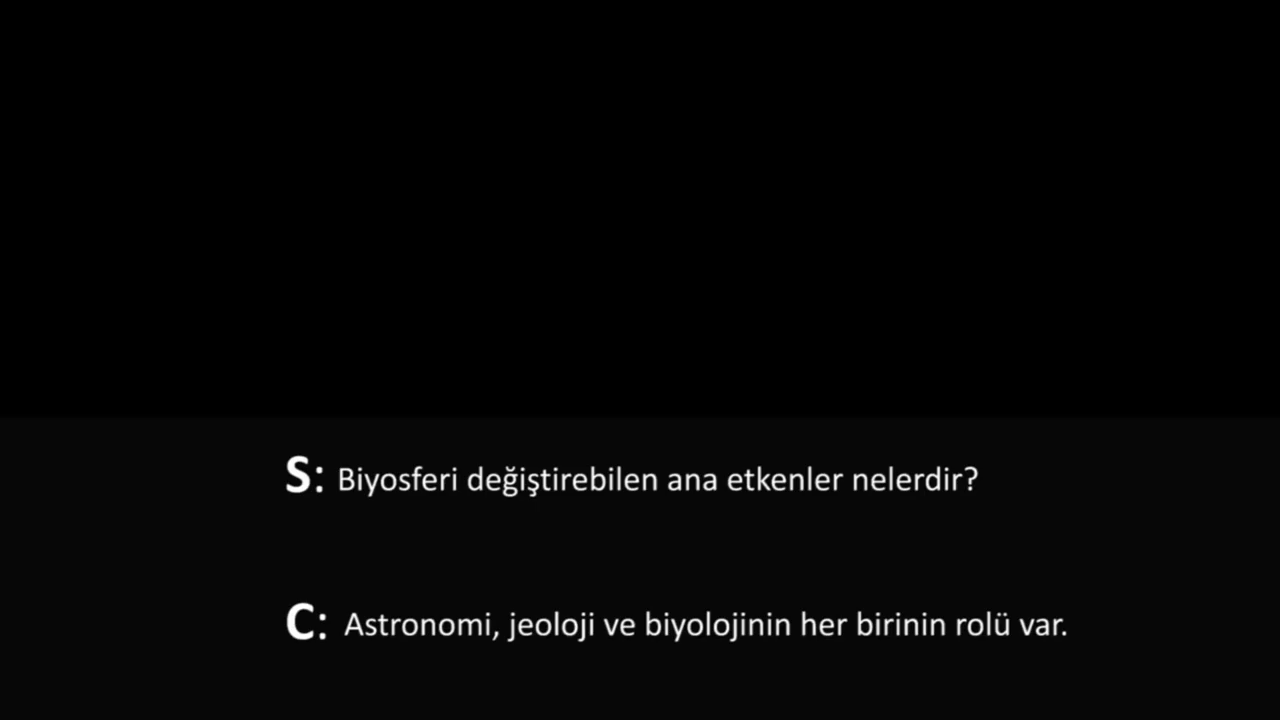 S: Biyosferi değiştirebilen ana etkenler nelerdir?
C: Astronomi, jeoloji ve biyolojinin her birinin rolü var.